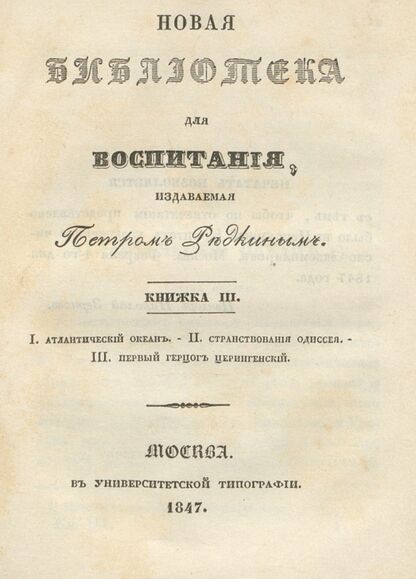 НОВАЯ
БИБЛІОТЕКА
ДЛЯ
ВОСПИТАНІЯ,
ИЗДАВАЕМАЯ
Петромъ Рѣдкинымъ.
КНИЖКА III.
I. АТЛАНТИЧЕСКІЙ ОКЕАНЪ. - II. СТРАНСТВОВАНІЯ ОДИССЕЯ. -
III. ПЕРВЫЙ ГЕРЦОГЪ ЦЕРИНГЕНСКІЙ.
МОСКВА.
ВЪ УНИВЕРСИТЕТСКОЙ ТИПОГРАФІИ.
1847.